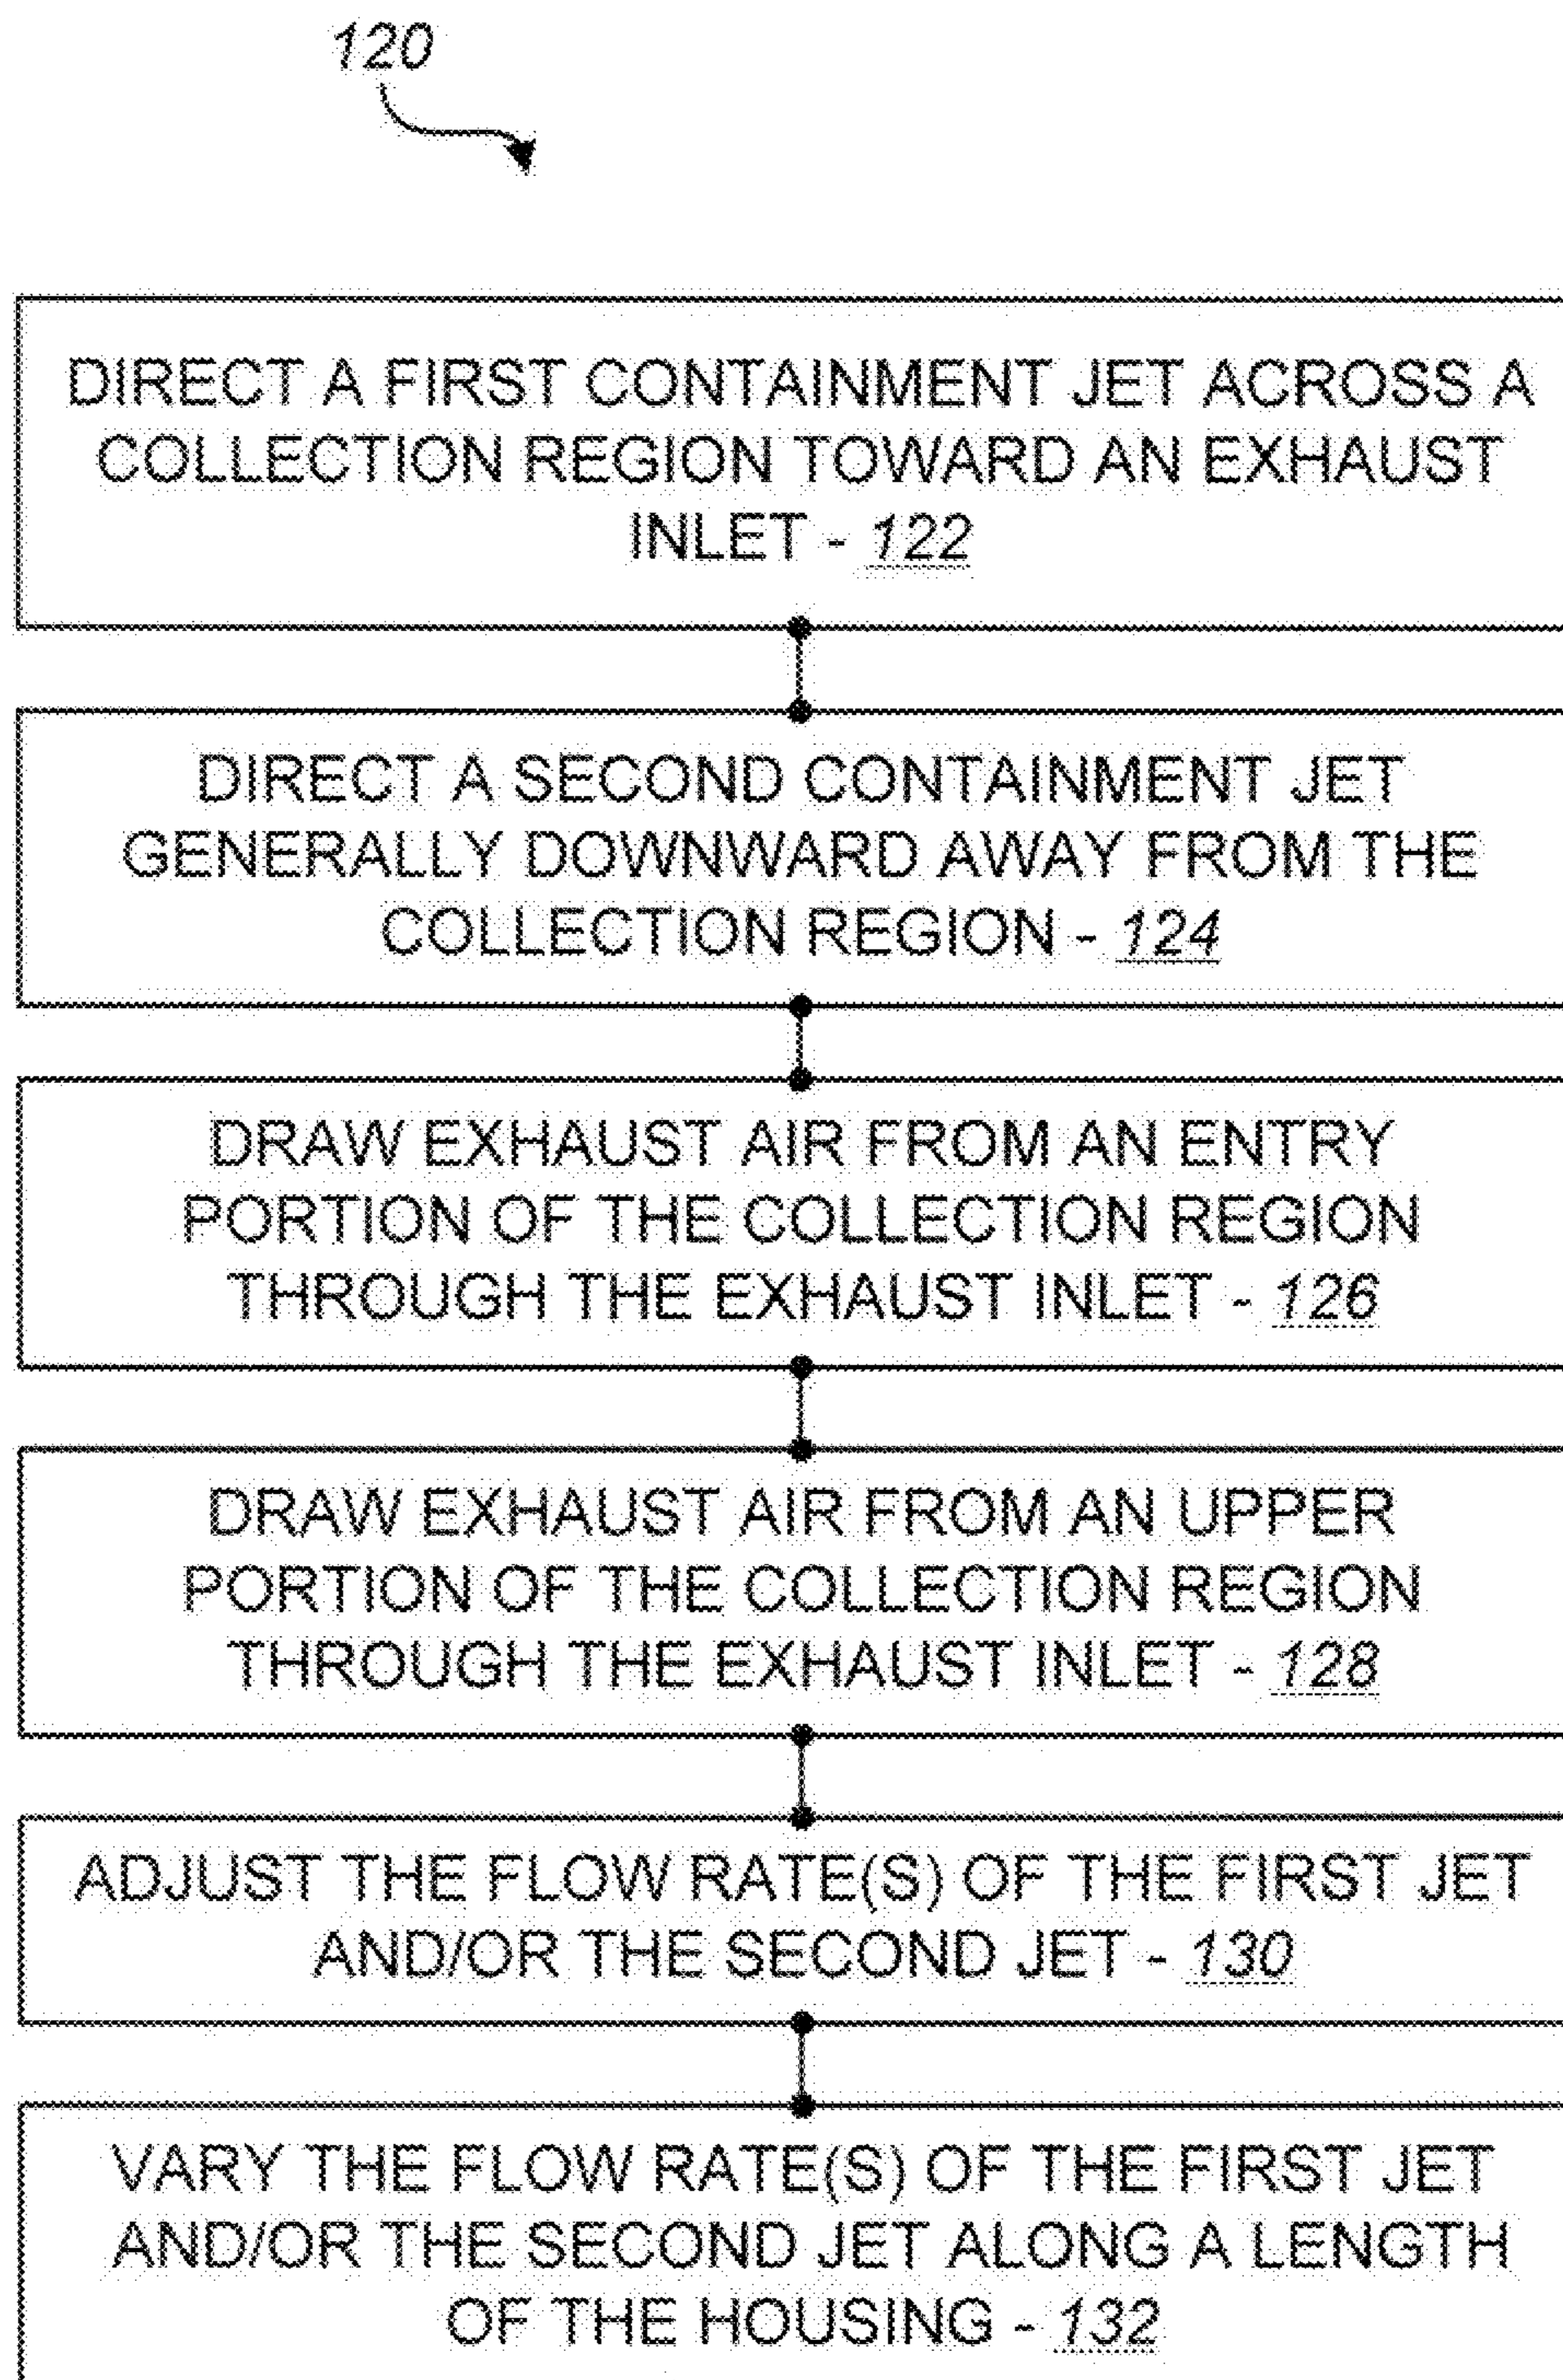 120
DIRECT A FIRST CONTAINMENT JET ACROSS A
COLLECTION REGION TOWARD AN EXHAUST
INLET - 122
DIRECT A SECOND CONTAINMENT JET
GENERALLY DOWNWARD AWAY FROM THE
COLLECTION REGION - 124
DRAW EXHAUST AIR FROM AN ENTRY
PORTION OF THE COLLECTION REGION
THROUGH THE EXHAUST INLET - 126
DRAW EXHAUST AIR FROM AN UPPER
PORTION OF THE COLLECTION REGION
THROUGH THE EXHAUST INLET - 128
ADJUST THE FLOW RATE(S) OF THE FIRST JET
AND/OR THE SECOND JET - 130
VARY THE FLOW RATE(S) OF THE FIRST JET
AND/OR THE SECOND JET ALONG A LENGTH
OF THE HOUSING - 132